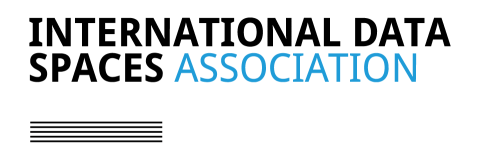 INTERNATIONAL DATA
SPACES ASSOCIATION